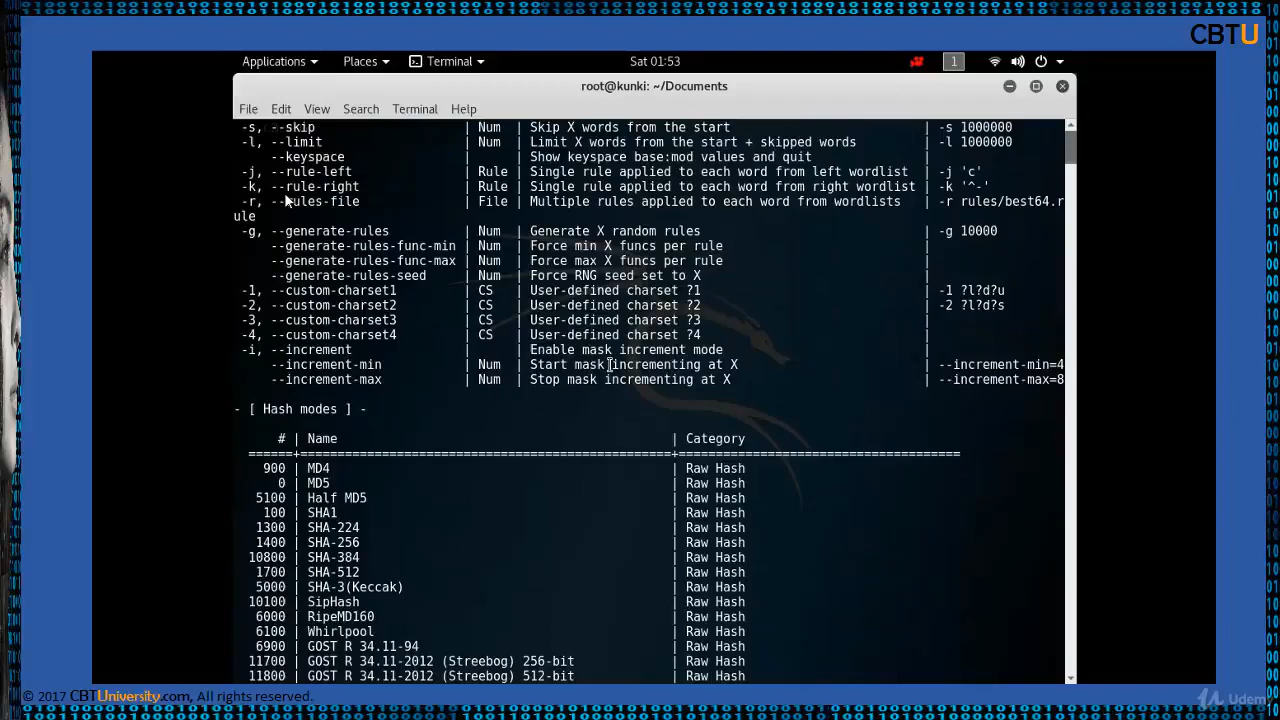 CBTU
Applications Places Terminal Sat 01:53 1
root@kunki: ~/Documents
File Edit View Search Terminal Help
-s, --skip | Num | Skip X words from the start | -s 1000000
-l, --limit | Num | Limit X words from the start + skipped words | -l 1000000
--keyspace | | Show keyspace base:mod values and quit |
-j, --rule-left | Rule | Single rule applied to each word from left wordlist | -j 'c'
-k, --rule-right | Rule | Single rule applied to each word from right wordlist | -k '^-'
-r, --rules-file | File | Multiple rules applied to each word from wordlists | -r rules/best64.r
ule
-g, --generate-rules | Num | Generate X random rules | -g 10000
--generate-rules-func-min | Num | Force min X funcs per rule |
--generate-rules-func-max | Num | Force max X funcs per rule |
--generate-rules-seed | Num | Force RNG seed set to X |
-1, --custom-charset1 | CS | User-defined charset ?1 | -1 ?l?d?u
-2, --custom-charset2 | CS | User-defined charset ?2 | -2 ?l?d?s
-3, --custom-charset3 | CS | User-defined charset ?3 |
-4, --custom-charset4 | CS | User-defined charset ?4 |
-i, --increment | | Enable mask increment mode |
--increment-min | Num | Start mask incrementing at X | --increment-min=4
--increment-max | Num | Stop mask incrementing at X | --increment-max=8
- [ Hash modes ] -
# | Name | Category
======+==================================================+======================================
900 | MD4 | Raw Hash
0 | MD5 | Raw Hash
5100 | Half MD5 | Raw Hash
100 | SHA1 | Raw Hash
1300 | SHA-224 | Raw Hash
1400 | SHA-256 | Raw Hash
10800 | SHA-384 | Raw Hash
1700 | SHA-512 | Raw Hash
5000 | SHA-3(Keccak) | Raw Hash
10100 | SipHash | Raw Hash
6000 | RipeMD160 | Raw Hash
6100 | Whirlpool | Raw Hash
6900 | GOST R 34.11-94 | Raw Hash
11700 | GOST R 34.11-2012 (Streebog) 256-bit | Raw Hash
11800 | GOST R 34.11-2012 (Streebog) 512-bit | Raw Hash
© 2017 CBTUniversity.com, All rights reserved.
Udem